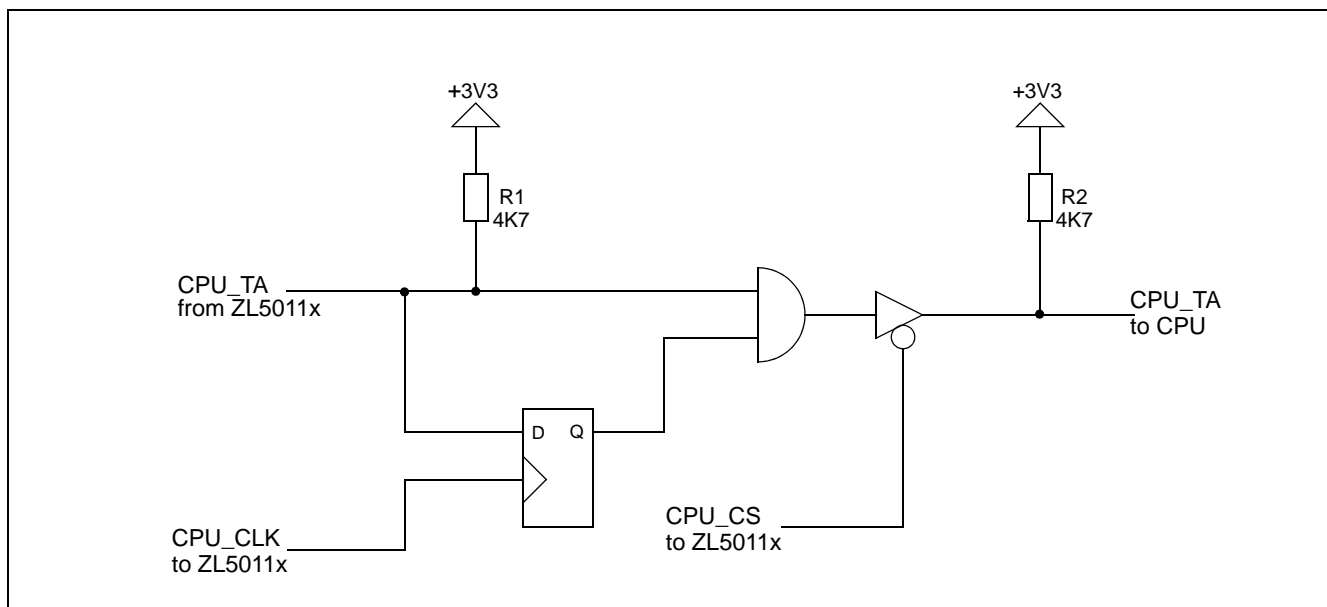 +3V3
+3V3
R1
4K7
R2
4K7
CPU_TA
from ZL5011x
CPU_TA
to CPU
D
Q
CPU_CLK
to ZL5011x
CPU_CS
to ZL5011x